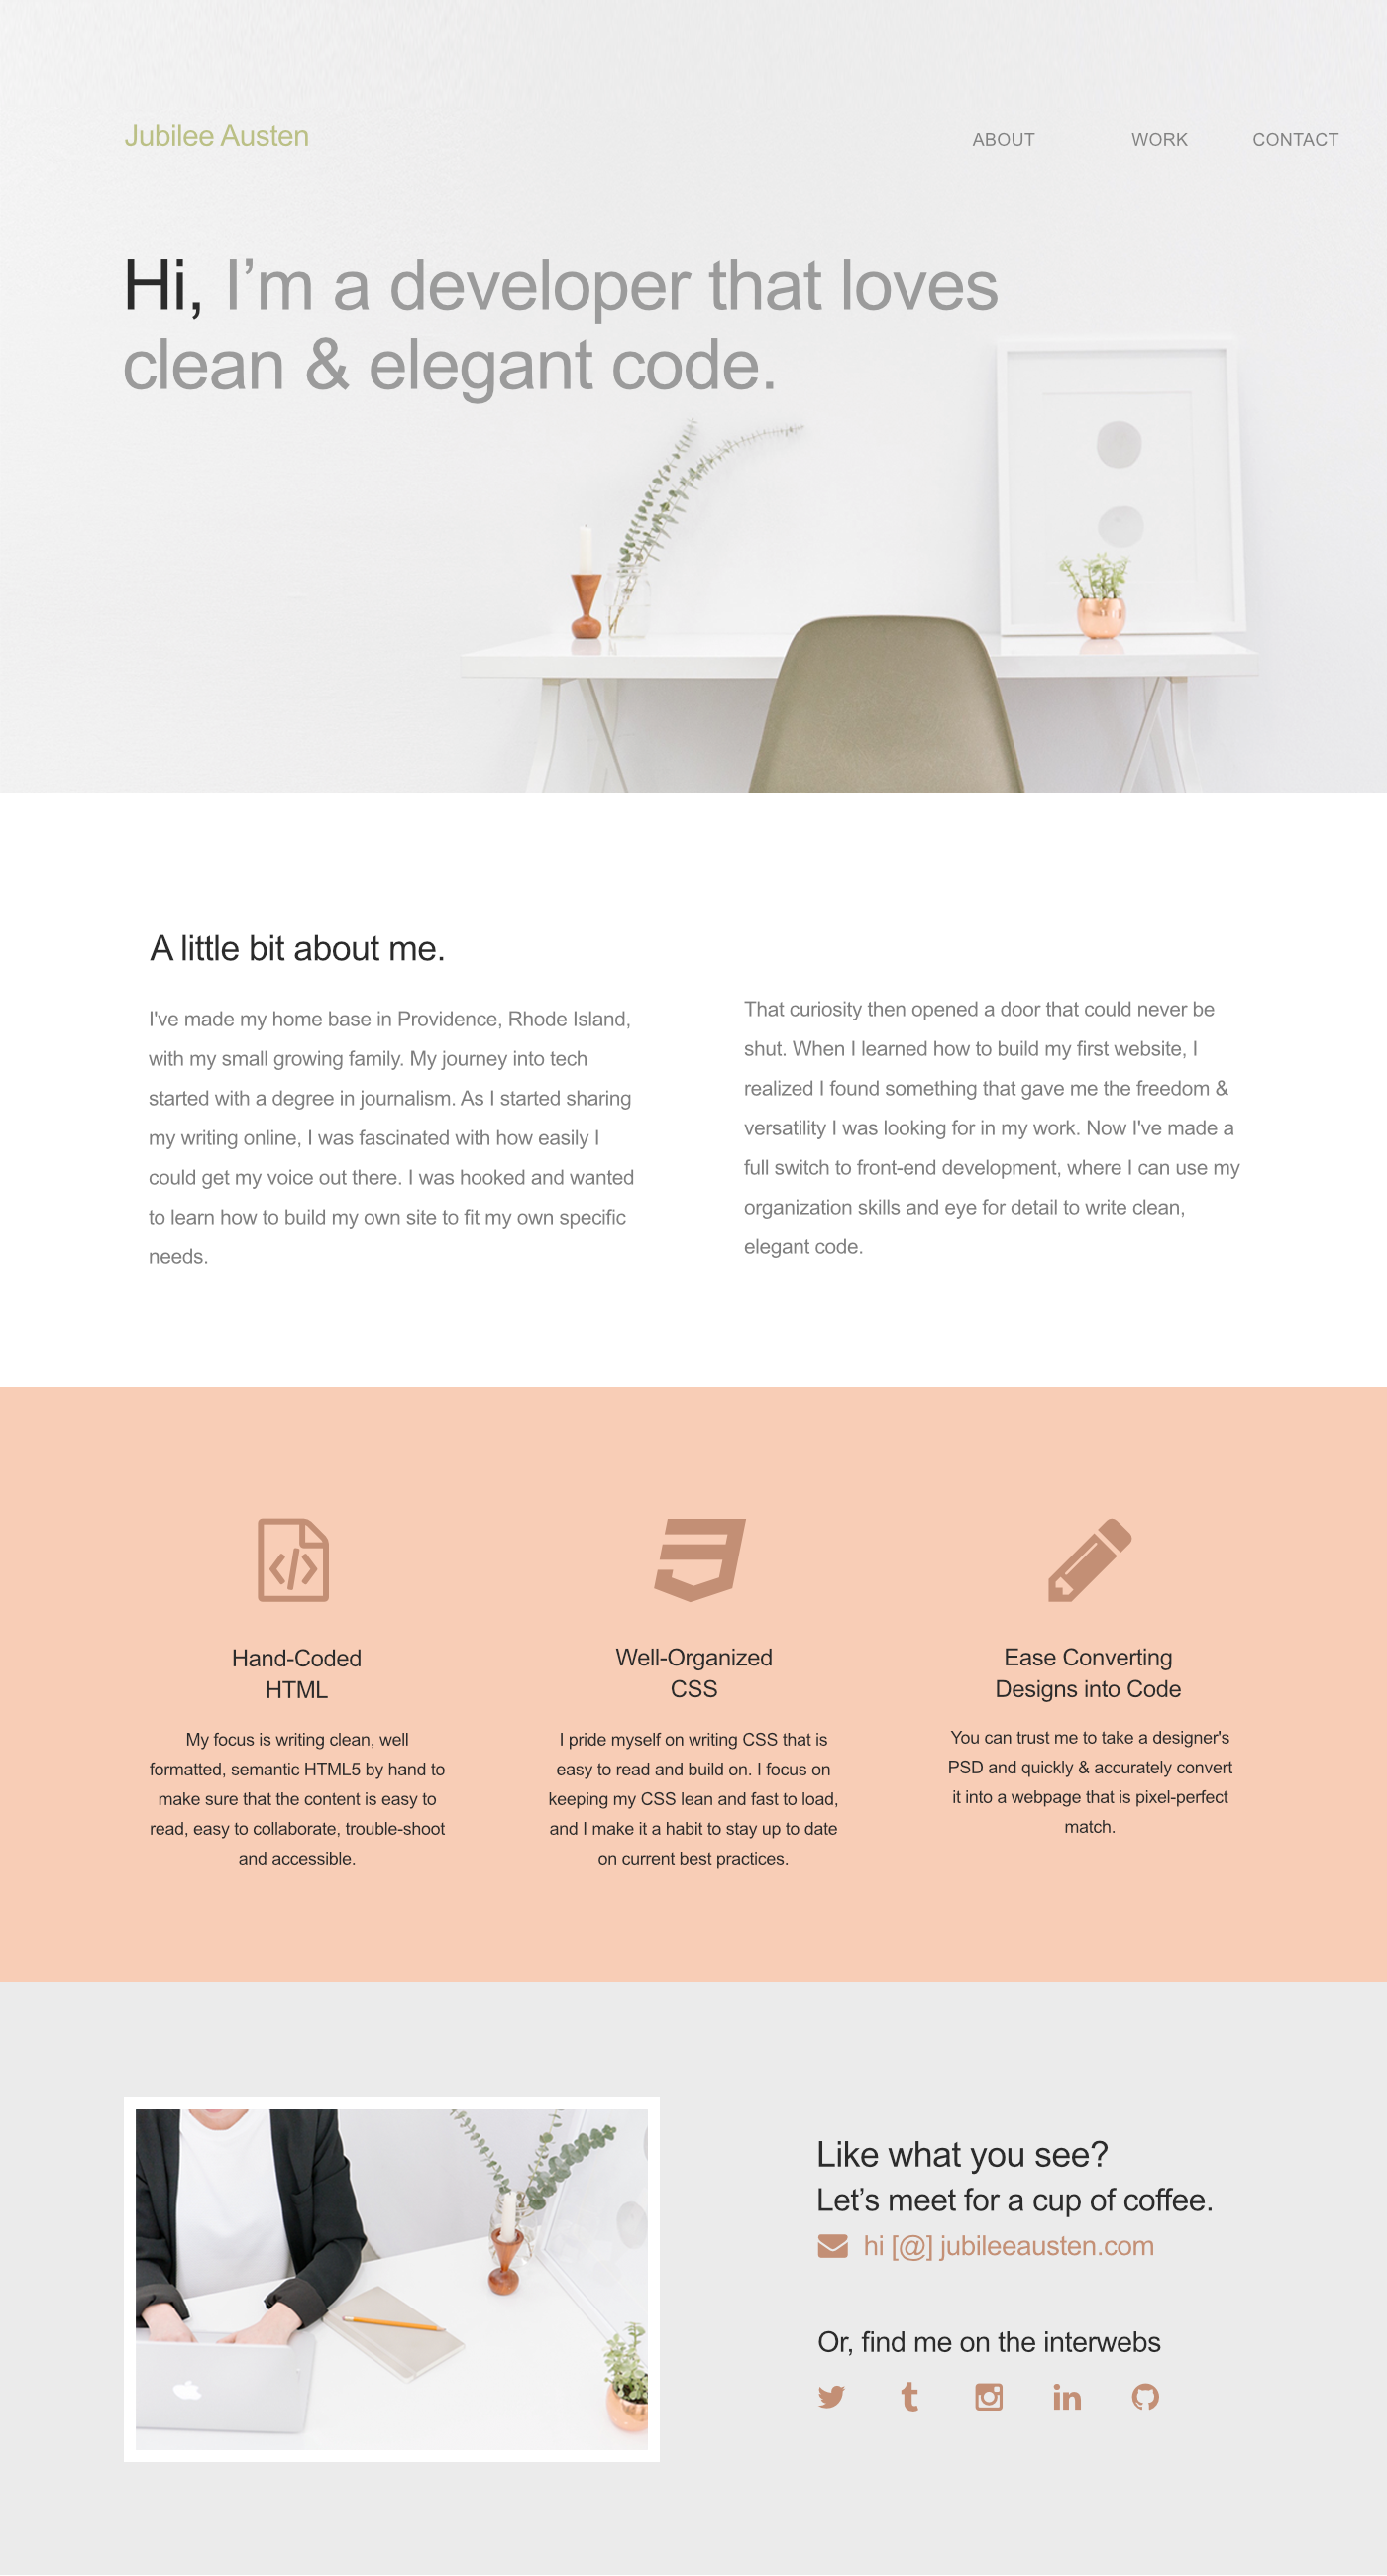 Jubilee Austen
ABOUT WORK CONTACT
Hi, I’m a developer that loves
clean & elegant code.
A little bit about me.
I've made my home base in Providence, Rhode Island,
with my small growing family. My journey into tech
started with a degree in journalism. As I started sharing
my writing online, I was fascinated with how easily I
could get my voice out there. I was hooked and wanted
to learn how to build my own site to fit my own specific
needs.
That curiosity then opened a door that could never be
shut. When I learned how to build my first website, I
realized I found something that gave me the freedom &
versatility I was looking for in my work. Now I've made a
full switch to front-end development, where I can use my
organization skills and eye for detail to write clean,
elegant code.
Hand-Coded
HTML
My focus is writing clean, well
formatted, semantic HTML5 by hand to
make sure that the content is easy to
read, easy to collaborate, trouble-shoot
and accessible.
Well-Organized
CSS
I pride myself on writing CSS that is
easy to read and build on. I focus on
keeping my CSS lean and fast to load,
and I make it a habit to stay up to date
on current best practices.
Ease Converting
Designs into Code
You can trust me to take a designer's
PSD and quickly & accurately convert
it into a webpage that is pixel-perfect
match.
Like what you see?
Let’s meet for a cup of coffee.
hi [@] jubileeausten.com
Or, find me on the interwebs